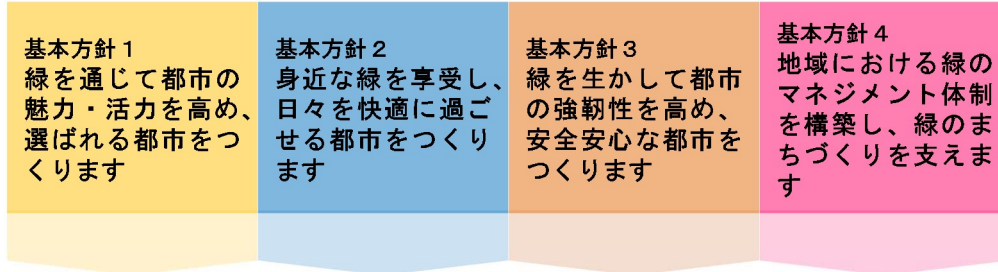 基本方針１
緑を通じて都市の
魅力・活力を高め、
選ばれる都市をつ
くります
基本方針２
身近な緑を享受し、
日々を快適に過ご
せる都市をつくり
ます
基本方針３
緑を生かして都市
の強靭性を高め、
安全安心な都市を
つくります
基本方針４
地域における緑の
マネジメント体制
を構築し、緑のま
ちづくりを支えま
す